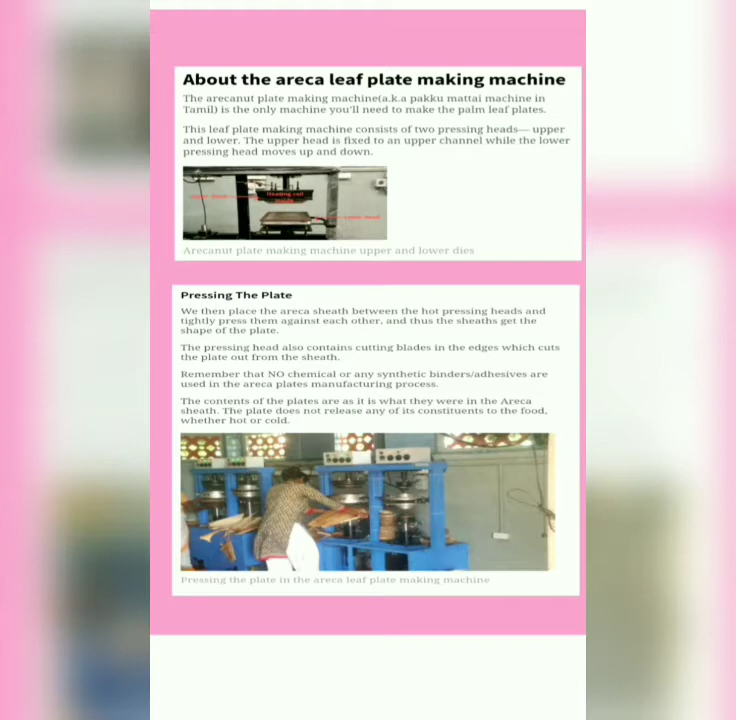 About the areca leaf plate making machine
The arecanut plate making machine(a.k.a pakku mattai machine in
Tamil) is the only machine you'll need to make the palm leaf plates.
This leaf plate making machine consists of two pressing heads— upper
and lower. The upper head is fixed to an upper channel while the lower
pressing head moves up and down.
Heating coil
Arecanut plate making machine upper and lower dies
Pressing The Plate
We then place the areca sheath between the hot pressing heads and
tightly press them against each other, and thus the sheaths get the
shape of the plate.
The pressing head also contains cutting blades in the edges which cuts
the plate out from the sheath.
Remember that NO chemical or any synthetic binders/adhesives are
used in the areca plates manufacturing process.
The contents of the plates are as it is what they were in the Areca
sheath. The plate does not release any of its constituents to the food,
whether hot or cold.
Pressing the plate in the areca leaf plate making machine